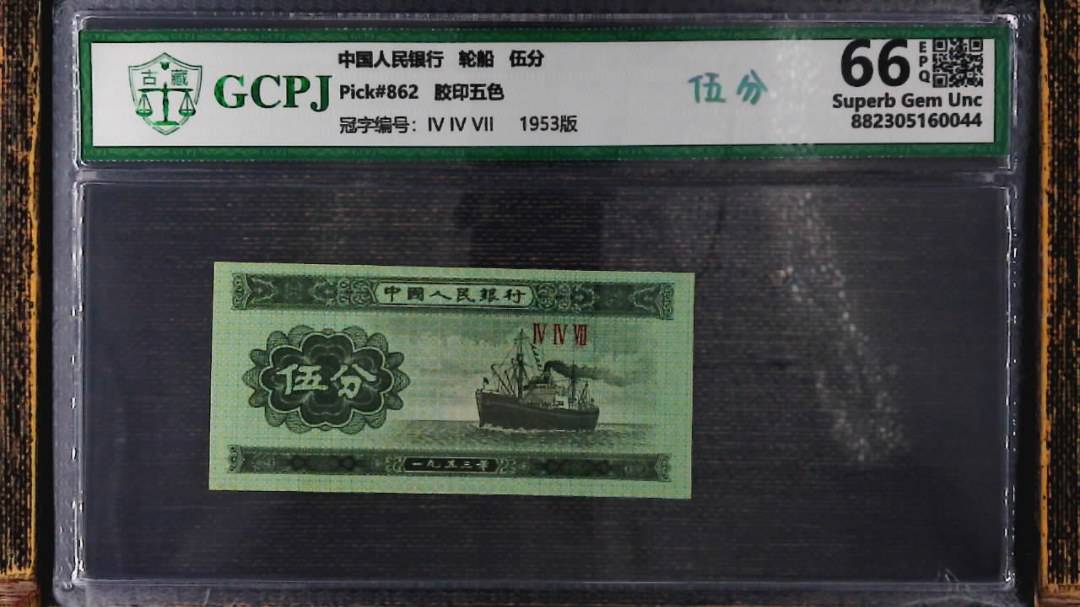 中国人民银行 轮船 伍分
古藏
GCPJ
Pick#862 胶印五色
冠字编号：IV IV VII 1953版
伍分
66 EPQ
Superb Gem Unc
882305160044
中國人民銀行
IV IV VII
伍分
一九五三年